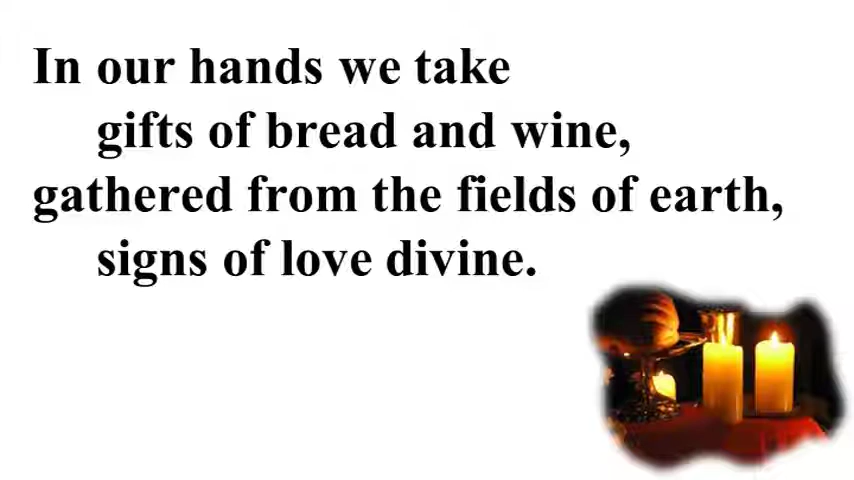 In our hands we take
gifts of bread and wine,
gathered from the fields of earth,
signs of love divine.